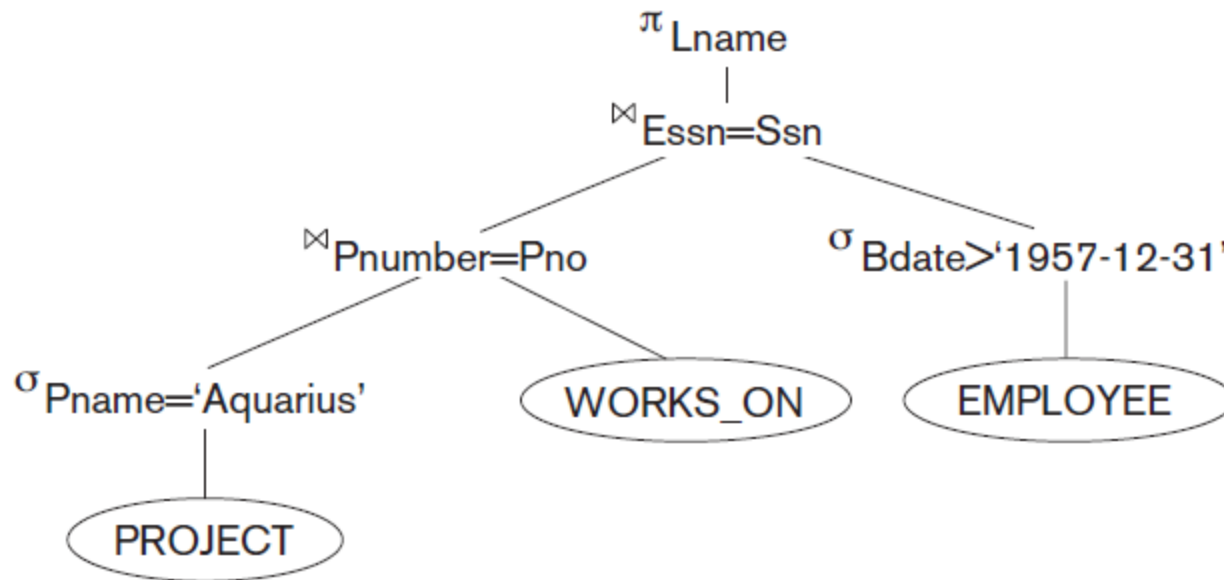 π Lname
⋈ Essn=Ssn
⋈ Pnumber=Pno
σ Bdate>‘1957-12-31’
σ Pname=‘Aquarius’
WORKS_ON
EMPLOYEE
PROJECT